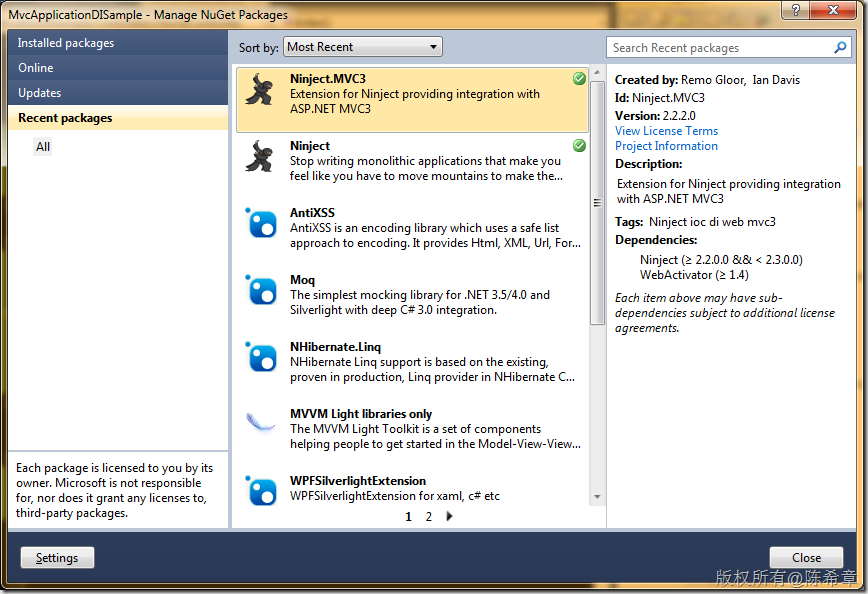 MvcApplicationDISample - Manage NuGet Packages
Installed packages
Online
Updates
Recent packages
All
Each package is licensed to you by its
owner. Microsoft is not responsible
for, nor does it grant any licenses to,
third-party packages.
Settings
Sort by: Most Recent
Ninject.MVC3
Extension for Ninject providing integration with
ASP.NET MVC3
Ninject
Stop writing monolithic applications that make you
feel like you have to move mountains to make the...
AntiXSS
AntiXSS is an encoding library which uses a safe list
approach to encoding. It provides Html, XML, Url, For...
Moq
The simplest mocking library for .NET 3.5/4.0 and
Silverlight with deep C# 3.0 integration.
NHibernate.Linq
NHibernate Linq support is based on the existing,
proven in production, Linq provider in NHibernate C...
MVVM Light libraries only
The MVVM Light Toolkit is a set of components
helping people to get started in the Model-View-View...
WPFSilverlightExtension
WPFSilverlightExtension for xaml, c# etc
1 2
Search Recent packages
Created by: Remo Gloor, Ian Davis
Id: Ninject.MVC3
Version: 2.2.2.0
View License Terms
Project Information
Description:
Extension for Ninject providing integration
with ASP.NET MVC3
Tags: Ninject ioc di web mvc3
Dependencies:
Ninject (≥ 2.2.0.0 && < 2.3.0.0)
WebActivator (≥ 1.4)
Each item above may have sub-
dependencies subject to additional license
agreements.
Close
版权所有@陈希章